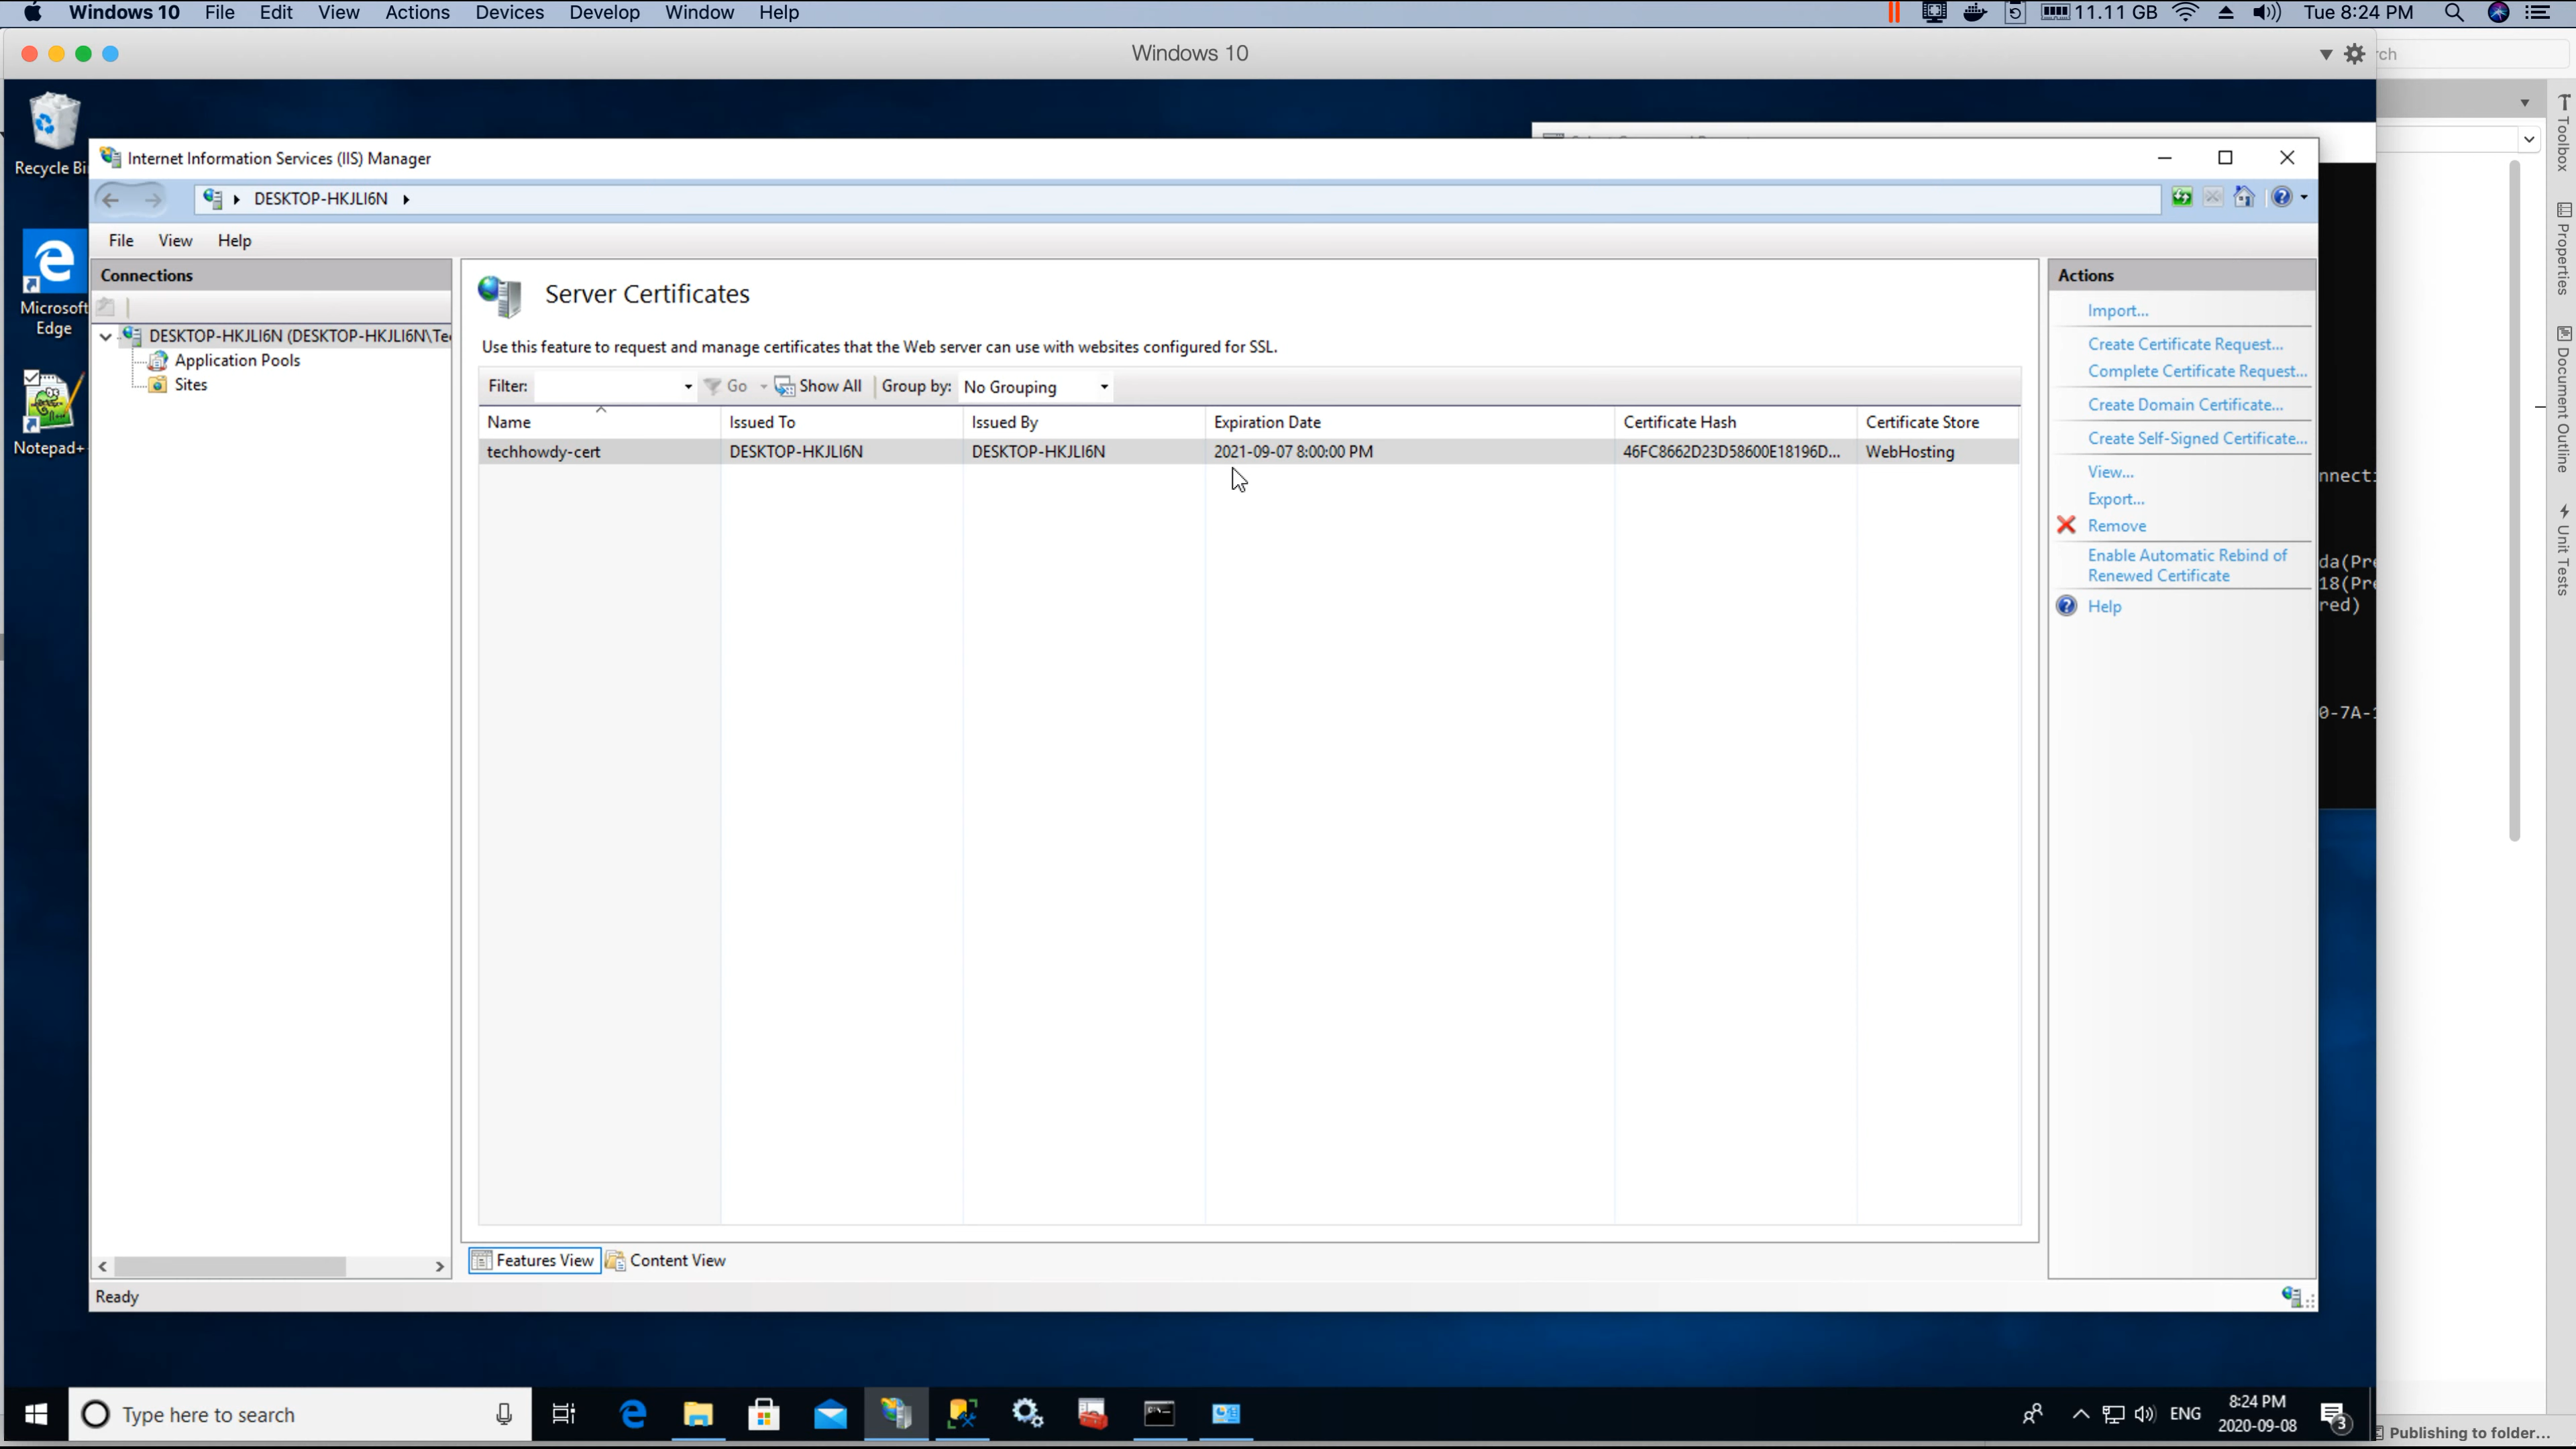 Windows 10 File Edit View Actions Devices Develop Window Help 11.11 GB Tue 8:24 PM
Windows 10
Recycle Bi
Internet Information Services (IIS) Manager
DESKTOP-HKJLI6N
File View Help
Microsoft
Edge
Notepad+
Connections
DESKTOP-HKJLI6N (DESKTOP-HKJLI6N\Te
Application Pools
Sites
Server Certificates
Use this feature to request and manage certificates that the Web server can use with websites configured for SSL.
Filter: Go Show All Group by: No Grouping
Name Issued To Issued By Expiration Date Certificate Hash Certificate Store
techhowdy-cert DESKTOP-HKJLI6N DESKTOP-HKJLI6N 2021-09-07 8:00:00 PM 46FC8662D23D58600E18196D... WebHosting
Actions
Import...
Create Certificate Request...
Complete Certificate Request...
Create Domain Certificate...
Create Self-Signed Certificate...
View...
Export...
Remove
Enable Automatic Rebind of
Renewed Certificate
Help
Features View Content View
Ready
rch
Toolbox
Properties
Document Outline
Unit Tests
nnecti
da(Pre
18(Pre
red)
0-7A-
Type here to search
ENG
8:24 PM
2020-09-08
3
Publishing to folder...